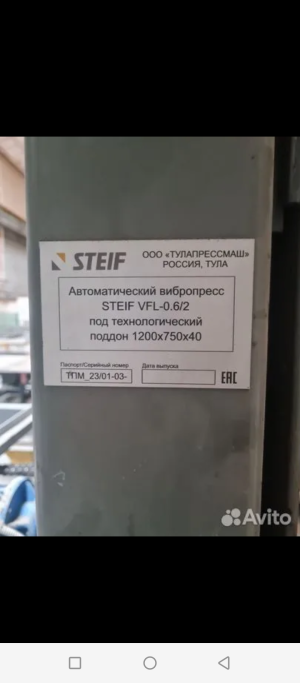 STEIF
ООО «ТУЛАПРЕССМАШ»
РОССИЯ, ТУЛА
Автоматический вибропресс
STEIF VFL-0.6/2
под технологический
поддон 1200х750х40
Паспорт/Серийный номер
Дата выпуска
ТПМ_23/01-03-
ЕАС
Avito